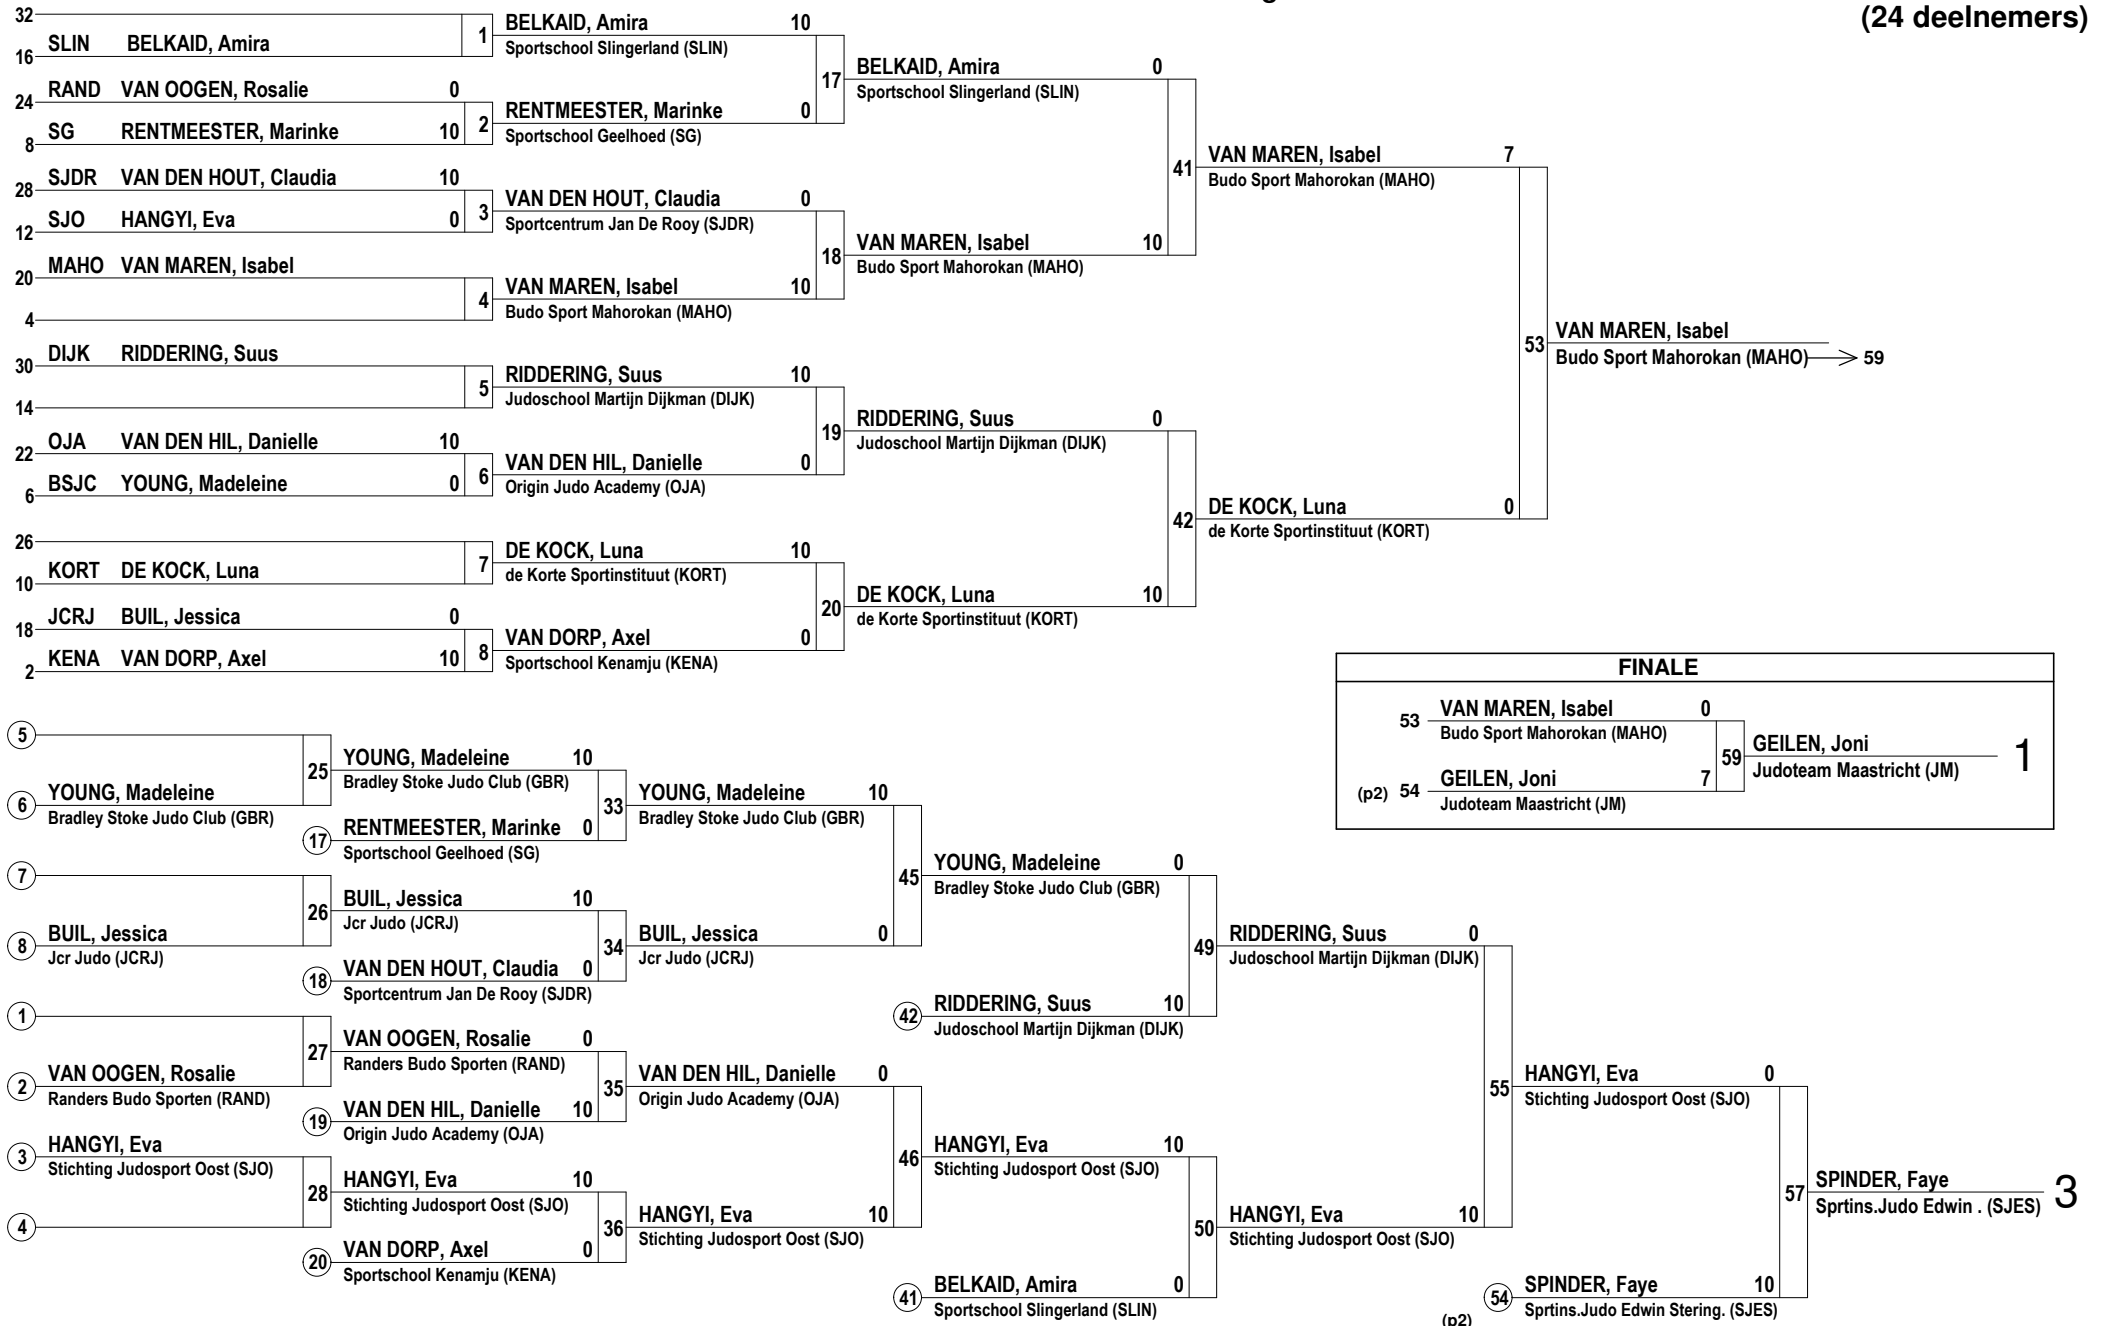 (24 deelnemers)
32
SLIN BELKAID, Amira
16
1
BELKAID, Amira 10
Sportschool Slingerland (SLIN)
RAND VAN OOGEN, Rosalie 0
24
SG RENTMEESTER, Marinke 10
8
2
RENTMEESTER, Marinke 0
Sportschool Geelhoed (SG)
17
BELKAID, Amira 0
Sportschool Slingerland (SLIN)
SJDR VAN DEN HOUT, Claudia 10
28
SJO HANGYI, Eva 0
12
3
VAN DEN HOUT, Claudia 0
Sportcentrum Jan De Rooy (SJDR)
MAHO VAN MAREN, Isabel
20
4
4
VAN MAREN, Isabel 10
Budo Sport Mahorokan (MAHO)
18
VAN MAREN, Isabel 10
Budo Sport Mahorokan (MAHO)
41
VAN MAREN, Isabel 7
Budo Sport Mahorokan (MAHO)
DIJK RIDDERING, Suus
30
14
5
RIDDERING, Suus 10
Judoschool Martijn Dijkman (DIJK)
OJA VAN DEN HIL, Danielle 10
22
BSJC YOUNG, Madeleine 0
6
6
VAN DEN HIL, Danielle 0
Origin Judo Academy (OJA)
19
RIDDERING, Suus 0
Judoschool Martijn Dijkman (DIJK)
26
KORT DE KOCK, Luna
10
7
DE KOCK, Luna 10
de Korte Sportinstituut (KORT)
JCRJ BUIL, Jessica 0
18
KENA VAN DORP, Axel 10
2
8
VAN DORP, Axel 0
Sportschool Kenamju (KENA)
20
DE KOCK, Luna 10
de Korte Sportinstituut (KORT)
42
DE KOCK, Luna 0
de Korte Sportinstituut (KORT)
53
VAN MAREN, Isabel
Budo Sport Mahorokan (MAHO) 59
FINALE
53 VAN MAREN, Isabel 0
Budo Sport Mahorokan (MAHO)
(p2) 54 GEILEN, Joni 7
Judoteam Maastricht (JM)
59
GEILEN, Joni
Judoteam Maastricht (JM)
1
5
6 YOUNG, Madeleine
Bradley Stoke Judo Club (GBR)
25
YOUNG, Madeleine 10
Bradley Stoke Judo Club (GBR)
17 RENTMEESTER, Marinke 0
Sportschool Geelhoed (SG)
33
YOUNG, Madeleine 10
Bradley Stoke Judo Club (GBR)
7
8 BUIL, Jessica
Jcr Judo (JCRJ)
26
BUIL, Jessica 10
Jcr Judo (JCRJ)
18 VAN DEN HOUT, Claudia 0
Sportcentrum Jan De Rooy (SJDR)
34
BUIL, Jessica 0
Jcr Judo (JCRJ)
45
YOUNG, Madeleine 0
Bradley Stoke Judo Club (GBR)
42 RIDDERING, Suus 10
Judoschool Martijn Dijkman (DIJK)
49
RIDDERING, Suus 0
Judoschool Martijn Dijkman (DIJK)
1
2 VAN OOGEN, Rosalie
Randers Budo Sporten (RAND)
27
VAN OOGEN, Rosalie 0
Randers Budo Sporten (RAND)
19 VAN DEN HIL, Danielle 10
Origin Judo Academy (OJA)
35
VAN DEN HIL, Danielle 0
Origin Judo Academy (OJA)
3 HANGYI, Eva
Stichting Judosport Oost (SJO)
4
28
HANGYI, Eva 10
Stichting Judosport Oost (SJO)
20 VAN DORP, Axel 0
Sportschool Kenamju (KENA)
36
HANGYI, Eva 10
Stichting Judosport Oost (SJO)
46
HANGYI, Eva 10
Stichting Judosport Oost (SJO)
41 BELKAID, Amira 0
Sportschool Slingerland (SLIN)
50
HANGYI, Eva 10
Stichting Judosport Oost (SJO)
55
HANGYI, Eva 0
Stichting Judosport Oost (SJO)
(p2) 54 SPINDER, Faye 10
Sprtins.Judo Edwin Stering. (SJES)
57
SPINDER, Faye
Sprtins.Judo Edwin . (SJES)
3